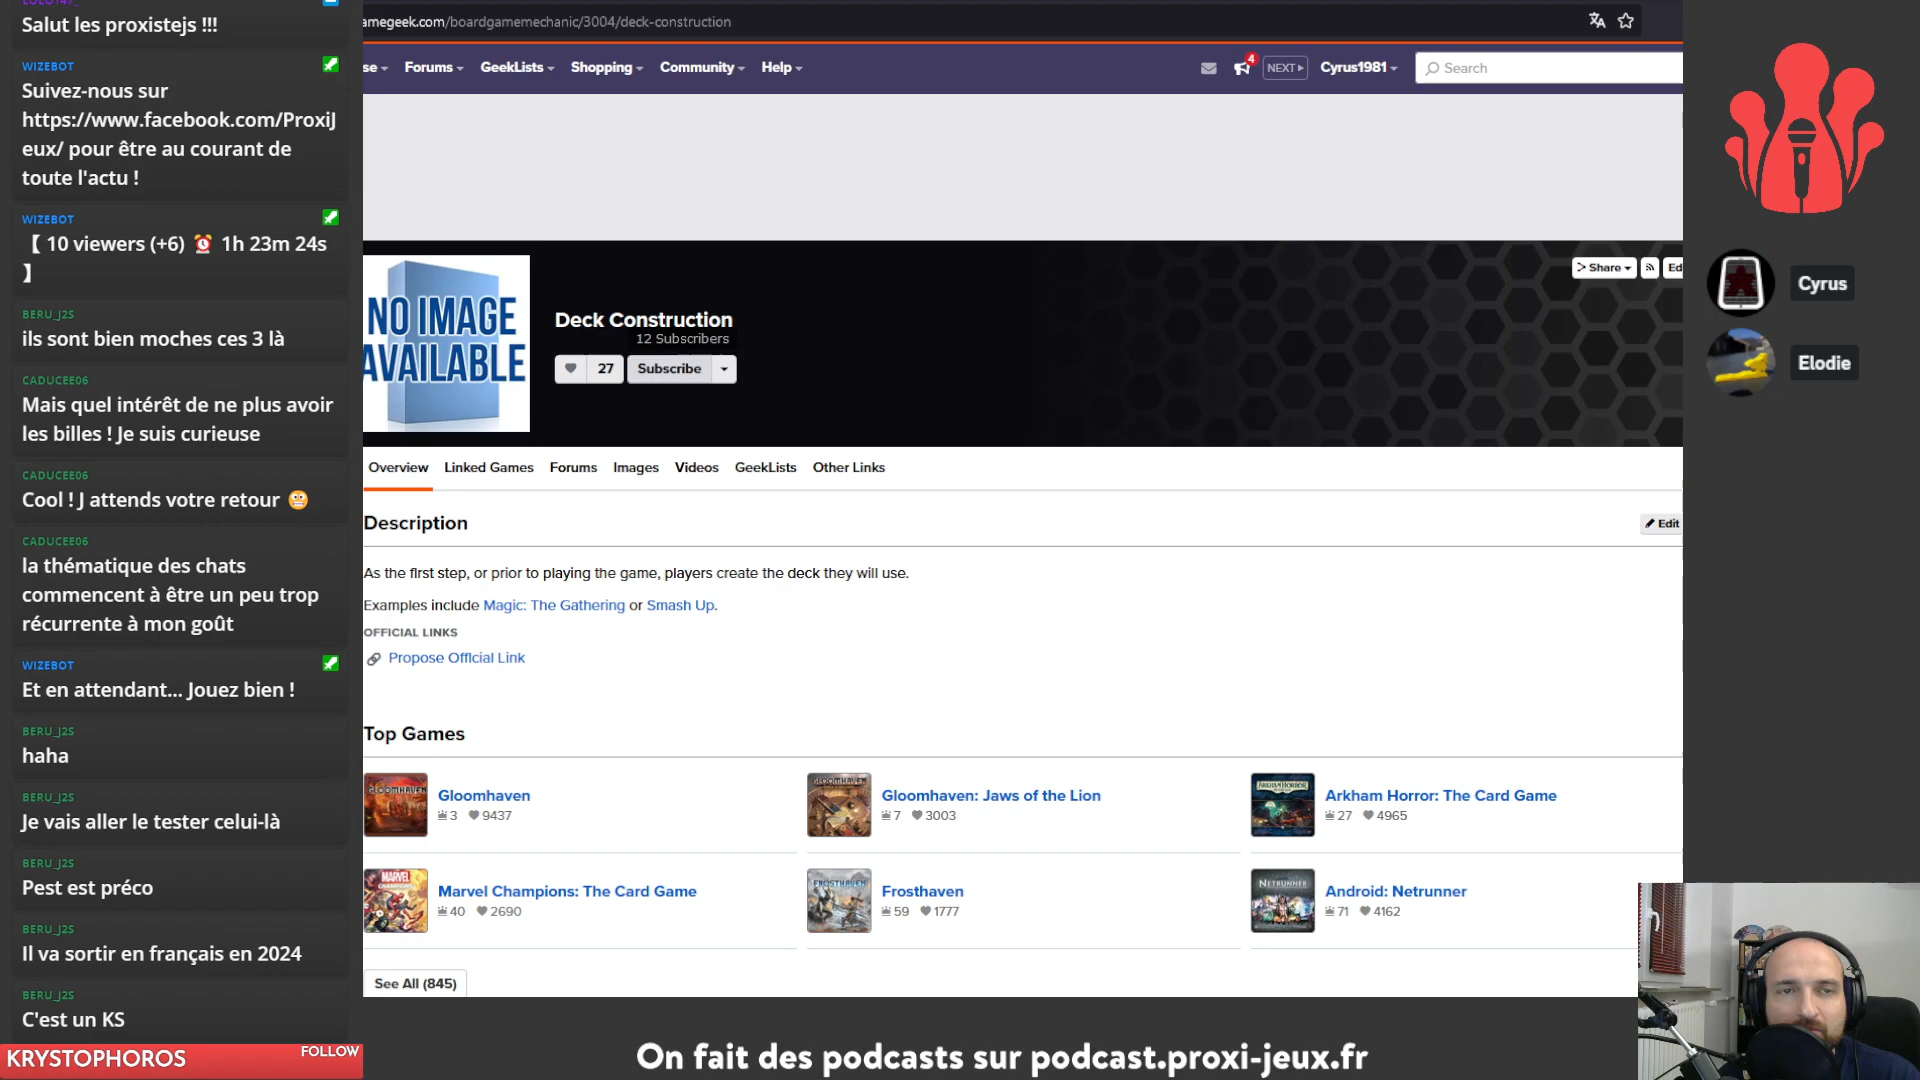 Salut les proxistejs !!!
WIZEBOT
Suivez-nous sur
https://www.facebook.com/ProxiJ
eux/ pour être au courant de
toute l'actu !
WIZEBOT
【 10 viewers (+6) ⏰ 1h 23m 24s
】
BERU_J2S
ils sont bien moches ces 3 là
CADUCEE06
Mais quel intérêt de ne plus avoir
les billes ! Je suis curieuse
CADUCEE06
Cool ! J attends votre retour 😬
CADUCEE06
la thématique des chats
commencent à être un peu trop
récurrente à mon goût
WIZEBOT
Et en attendant... Jouez bien !
BERU_J2S
haha
BERU_J2S
Je vais aller le tester celui-là
BERU_J2S
Pest est préco
BERU_J2S
Il va sortir en français en 2024
BERU_J2S
C'est un KS
KRYSTOPHOROS
FOLLOW
amegeek.com/boardgamemechanic/3004/deck-construction
se Forums GeekLists Shopping Community Help
4 NEXT Cyrus1981 Search
NO IMAGE
AVAILABLE
Share Ed
Deck Construction
12 Subscribers
27 Subscribe
Overview Linked Games Forums Images Videos GeekLists Other Links
Description
Edit
As the first step, or prior to playing the game, players create the deck they will use.
Examples include Magic: The Gathering or Smash Up.
OFFICIAL LINKS
Propose Official Link
Top Games
GLOOMHAVEN
Gloomhaven
3 9437
GLOOMHAVEN
Gloomhaven: Jaws of the Lion
7 3003
ARKHAM HORROR
Arkham Horror: The Card Game
27 4965
MARVEL
CHAMPIONS
Marvel Champions: The Card Game
40 2690
FROSTHAVEN
Frosthaven
59 1777
NETRUNNER
Android: Netrunner
71 4162
See All (845)
Cyrus
Elodie
On fait des podcasts sur podcast.proxi-jeux.fr